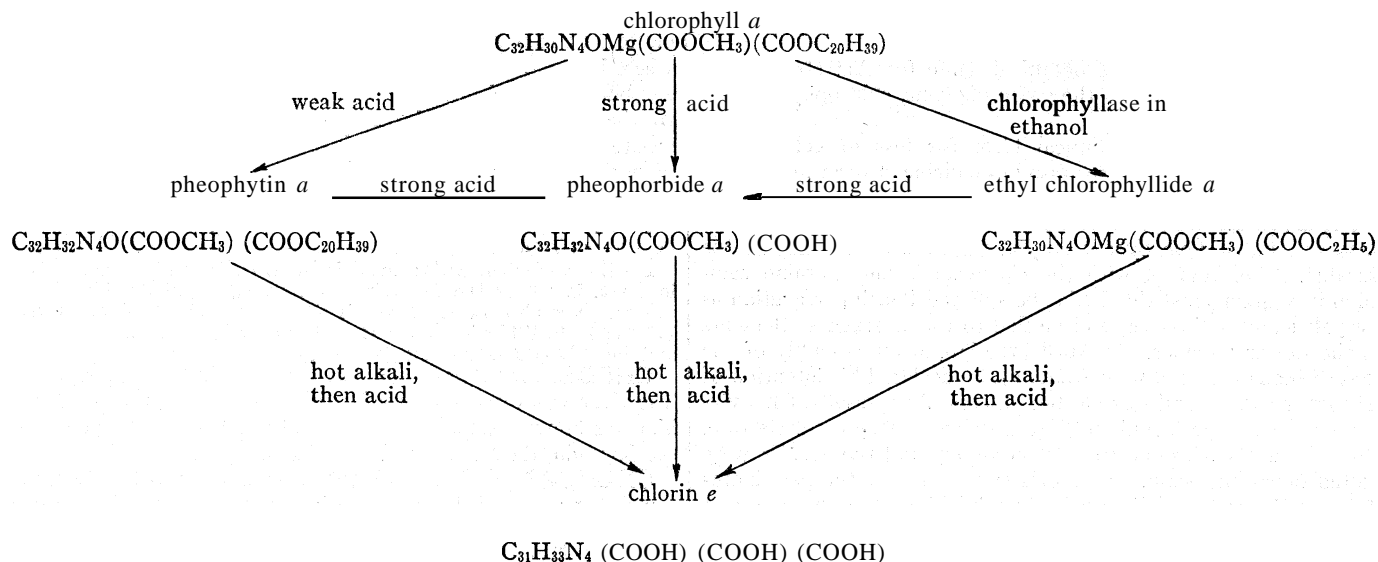 chlorophyll a
C₃₂H₃₀N₄OMg(COOCH₃)(COOC₂₀H₃₉)
weak acid
strong acid
chlorophyllase in
ethanol
pheophytin a
strong acid
pheophorbide a
strong acid
ethyl chlorophyllide a
C₃₂H₃₂N₄O(COOCH₃) (COOC₂₀H₃₉)
C₃₂H₃₂N₄O(COOCH₃) (COOH)
C₃₂H₃₀N₄OMg(COOCH₃) (COOC₂H₅)
hot alkali,
then acid
hot alkali,
then acid
hot alkali,
then acid
chlorin e
C₃₁H₃₃N₄ (COOH) (COOH) (COOH)